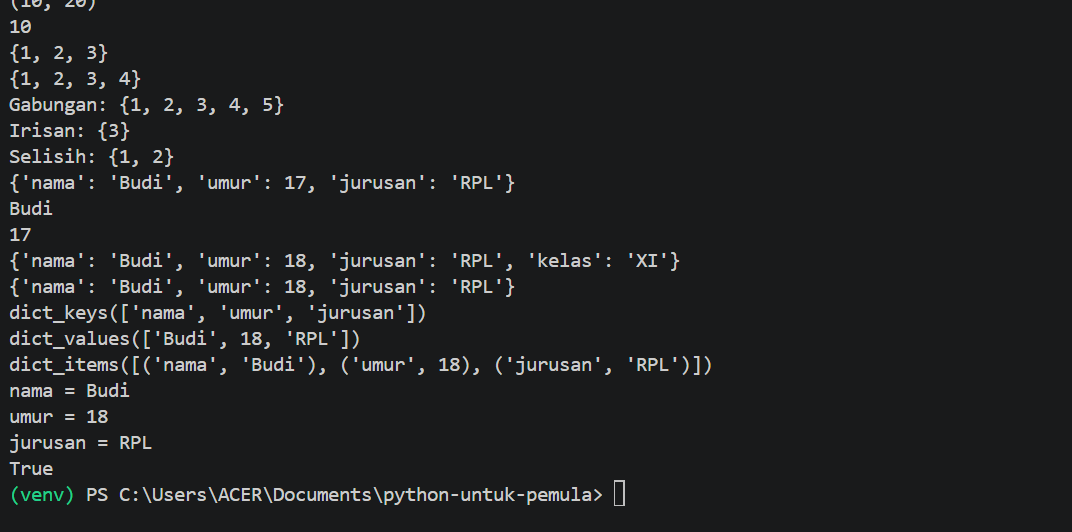 (10, 20)
10
{1, 2, 3}
{1, 2, 3, 4}
Gabungan: {1, 2, 3, 4, 5}
Irisan: {3}
Selisih: {1, 2}
{'nama': 'Budi', 'umur': 17, 'jurusan': 'RPL'}
Budi
17
{'nama': 'Budi', 'umur': 18, 'jurusan': 'RPL', 'kelas': 'XI'}
{'nama': 'Budi', 'umur': 18, 'jurusan': 'RPL'}
dict_keys(['nama', 'umur', 'jurusan'])
dict_values(['Budi', 18, 'RPL'])
dict_items([('nama', 'Budi'), ('umur', 18), ('jurusan', 'RPL')])
nama = Budi
umur = 18
jurusan = RPL
True
(venv) PS C:\Users\ACER\Documents\python-untuk-pemula>